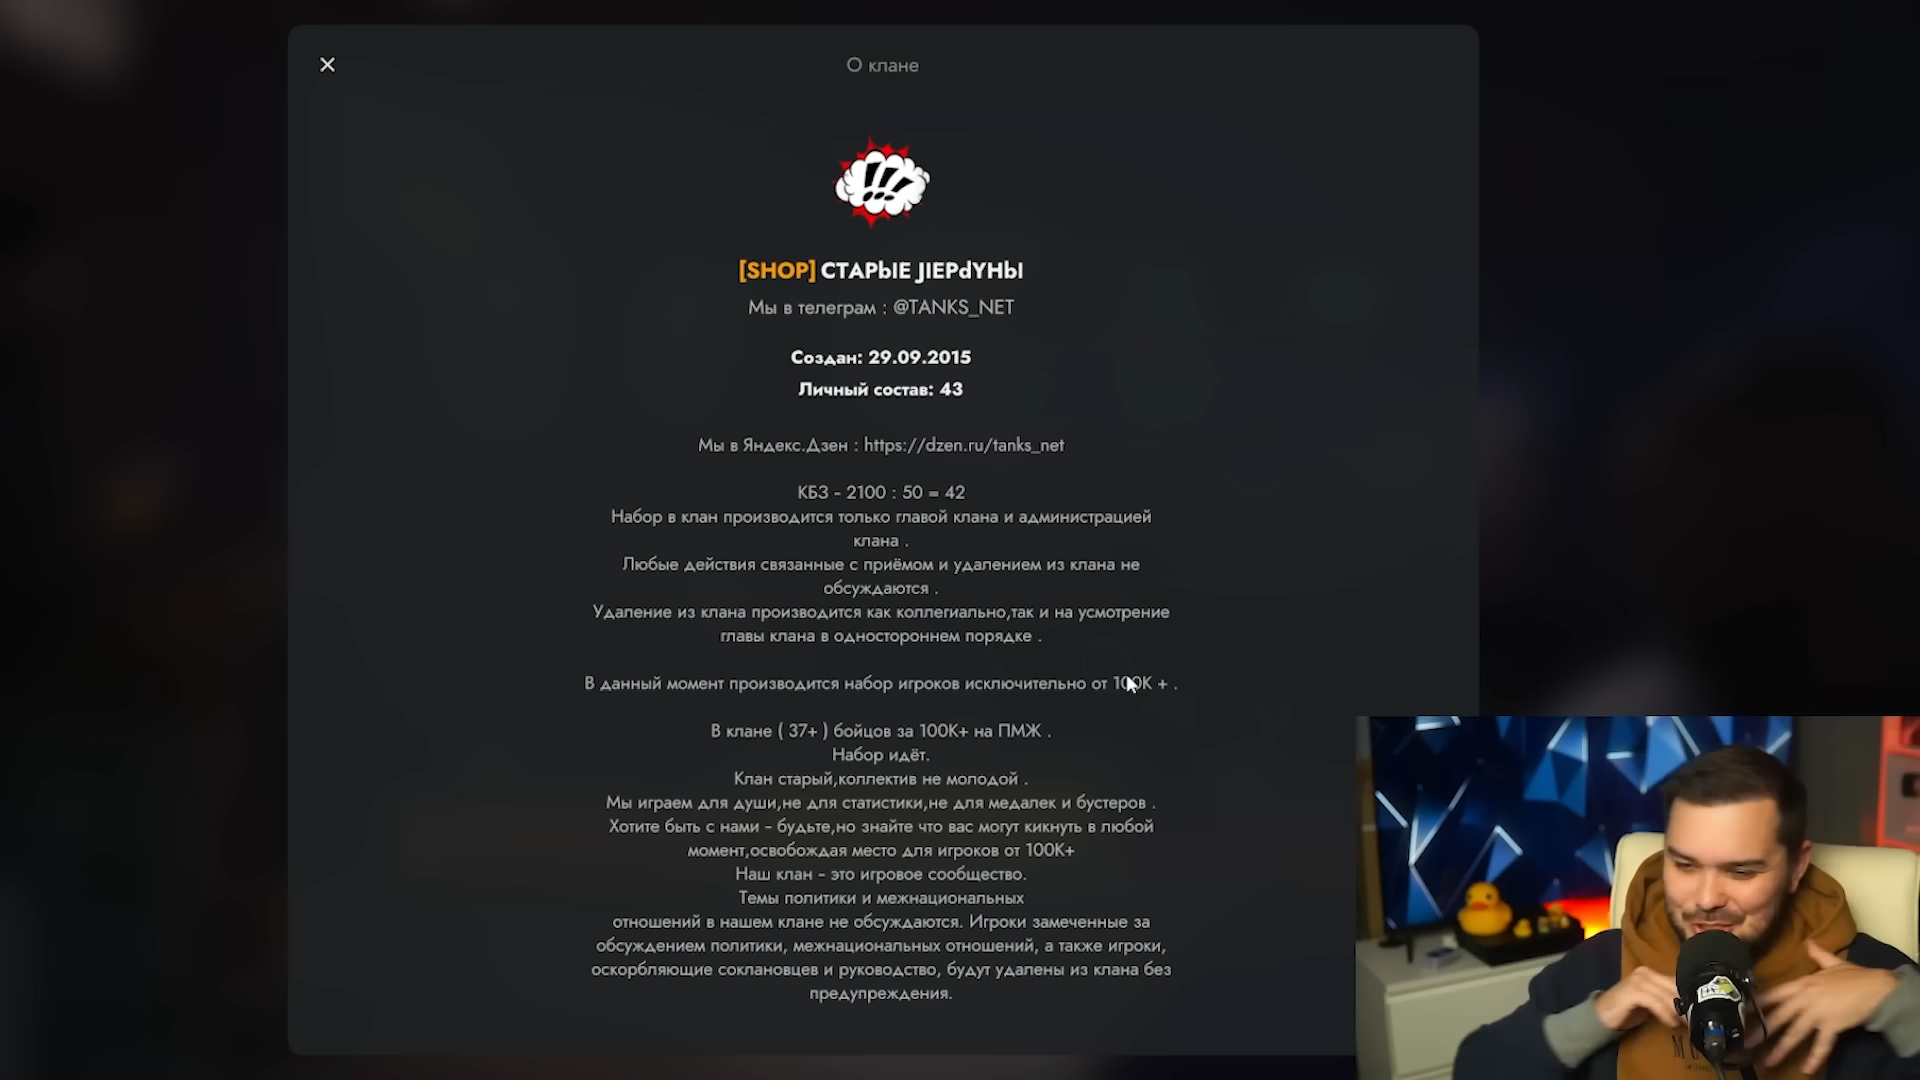 О клане
!!!
[SHOP] СТАРЫЕ JIEPdYHbI
Мы в телеграм : @TANKS_NET
Создан: 29.09.2015
Личный состав: 43
Мы в Яндекс.Дзен : https://dzen.ru/tanks_net
КБЗ - 2100 : 50 = 42
Набор в клан производится только главой клана и администрацией
клана .
Любые действия связанные с приёмом и удалением из клана не
обсуждаются .
Удаление из клана производится как коллегиально,так и на усмотрение
главы клана в одностороннем порядке .
В данный момент производится набор игроков исключительно от 100K + .
В клане ( 37+ ) бойцов за 100K+ на ПМЖ .
Набор идёт.
Клан старый,коллектив не молодой .
Мы играем для души,не для статистики,не для медалек и бустеров .
Хотите быть с нами - будьте,но знайте что вас могут кикнуть в любой
момент,освобождая место для игроков от 100K+
Наш клан - это игровое сообщество.
Темы политики и межнациональных
отношений в нашем клане не обсуждаются. Игроки замеченные за
обсуждением политики, межнациональных отношений, а также игроки,
оскорбляющие соклановцев и руководство, будут удалены из клана без
предупреждения.